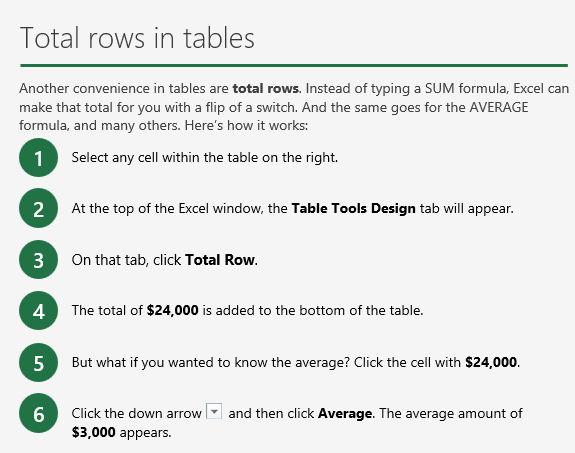 Total rows in tables
Another convenience in tables are total rows. Instead of typing a SUM formula, Excel can
make that total for you with a flip of a switch. And the same goes for the AVERAGE
formula, and many others. Here's how it works:
1 Select any cell within the table on the right.
2 At the top of the Excel window, the Table Tools Design tab will appear.
3 On that tab, click Total Row.
4 The total of $24,000 is added to the bottom of the table.
5 But what if you wanted to know the average? Click the cell with $24,000.
6 Click the down arrow and then click Average. The average amount of
$3,000 appears.